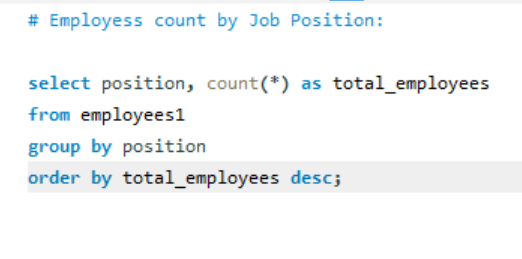 # Employess count by Job Position:
select position, count(*) as total_employees
from employees1
group by position
order by total_employees desc;